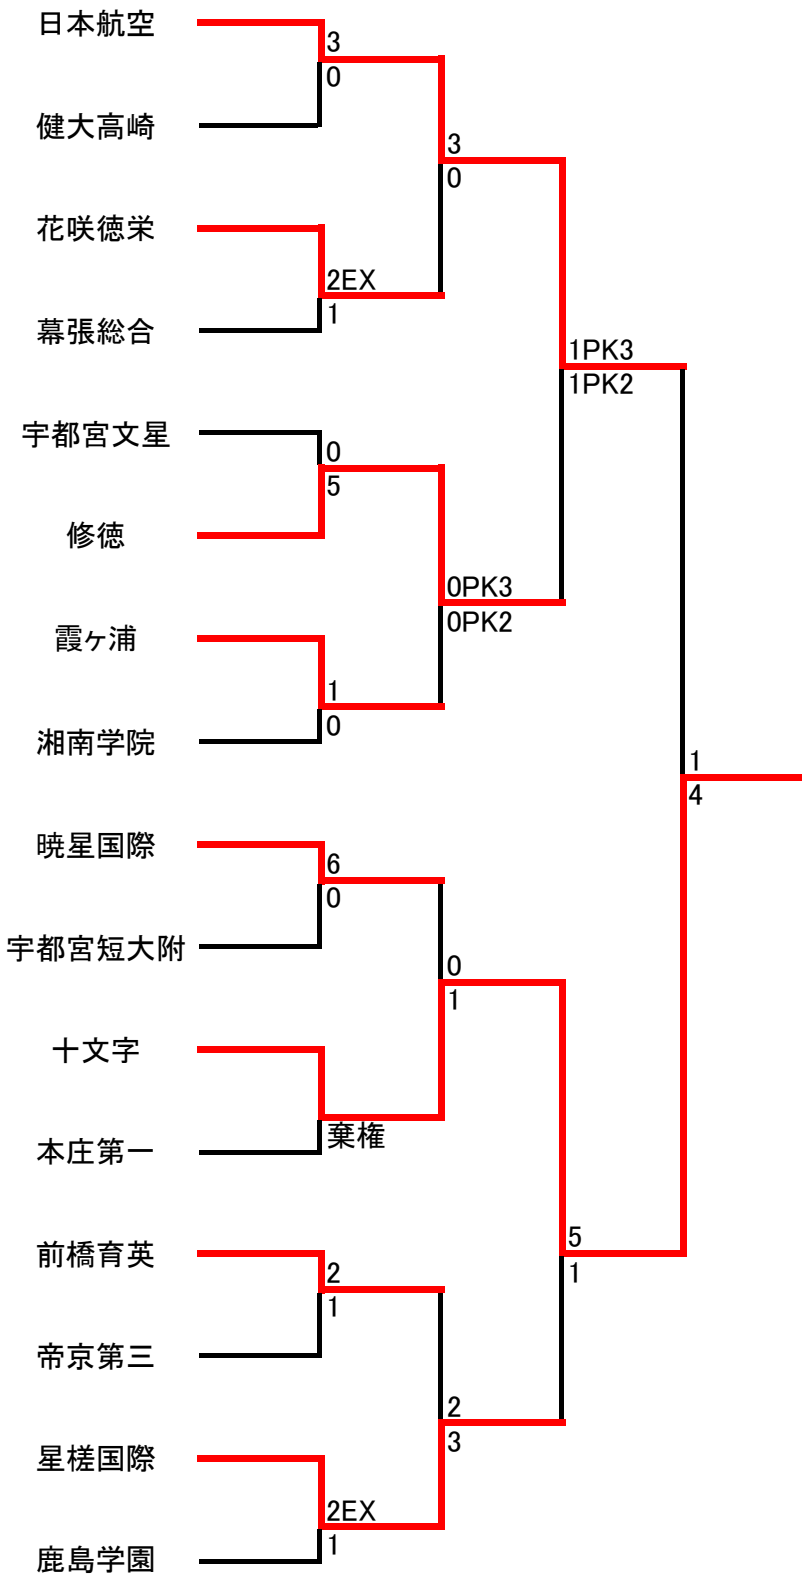 日本航空
3
0
健大高崎
3
0
花咲徳栄
2EX
1
幕張総合
1PK3
1PK2
宇都宮文星
0
5
修徳
0PK3
0PK2
霞ヶ浦
1
0
湘南学院
1
4
暁星国際
6
0
宇都宮短大附
0
1
十文字
棄権
本庄第一
5
1
前橋育英
2
1
帝京第三
2
3
星槎国際
2EX
1
鹿島学園